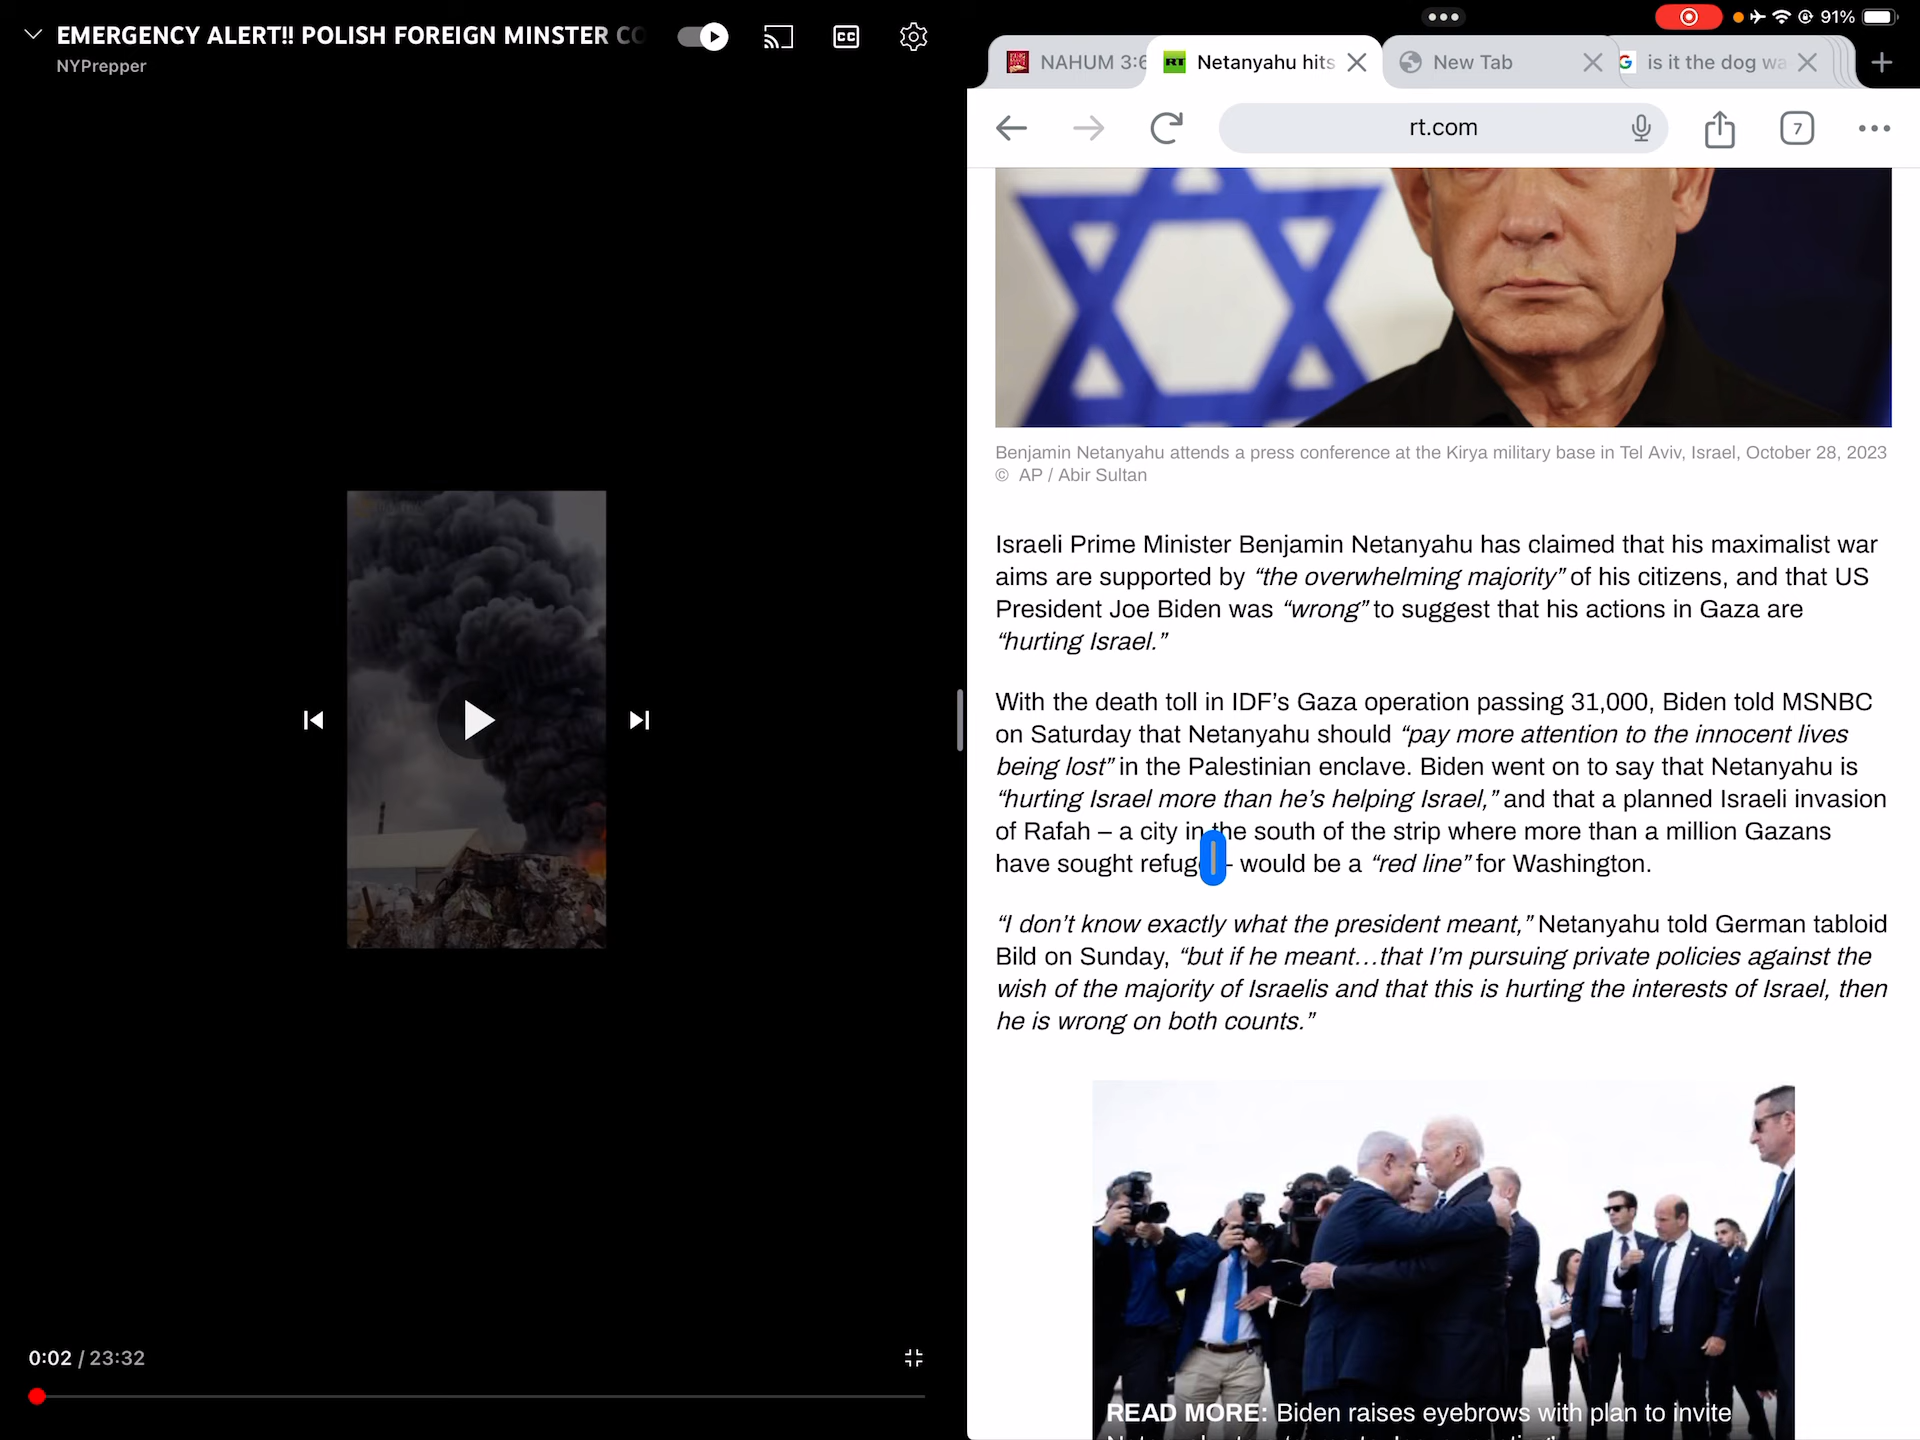 EMERGENCY ALERT!! POLISH FOREIGN MINSTER CO
NYPrepper
CC
0:02 / 23:32
91%
NAHUM 3:6
RT
Netanyahu hits
New Tab
G
is it the dog wa
rt.com
7
Benjamin Netanyahu attends a press conference at the Kirya military base in Tel Aviv, Israel, October 28, 2023
© AP / Abir Sultan
Israeli Prime Minister Benjamin Netanyahu has claimed that his maximalist war
aims are supported by “the overwhelming majority” of his citizens, and that US
President Joe Biden was “wrong” to suggest that his actions in Gaza are
“hurting Israel.”
With the death toll in IDF’s Gaza operation passing 31,000, Biden told MSNBC
on Saturday that Netanyahu should “pay more attention to the innocent lives
being lost” in the Palestinian enclave. Biden went on to say that Netanyahu is
“hurting Israel more than he’s helping Israel,” and that a planned Israeli invasion
of Rafah – a city in the south of the strip where more than a million Gazans
have sought refuge – would be a “red line” for Washington.
“I don’t know exactly what the president meant,” Netanyahu told German tabloid
Bild on Sunday, “but if he meant…that I’m pursuing private policies against the
wish of the majority of Israelis and that this is hurting the interests of Israel, then
he is wrong on both counts.”
READ MORE: Biden raises eyebrows with plan to invite